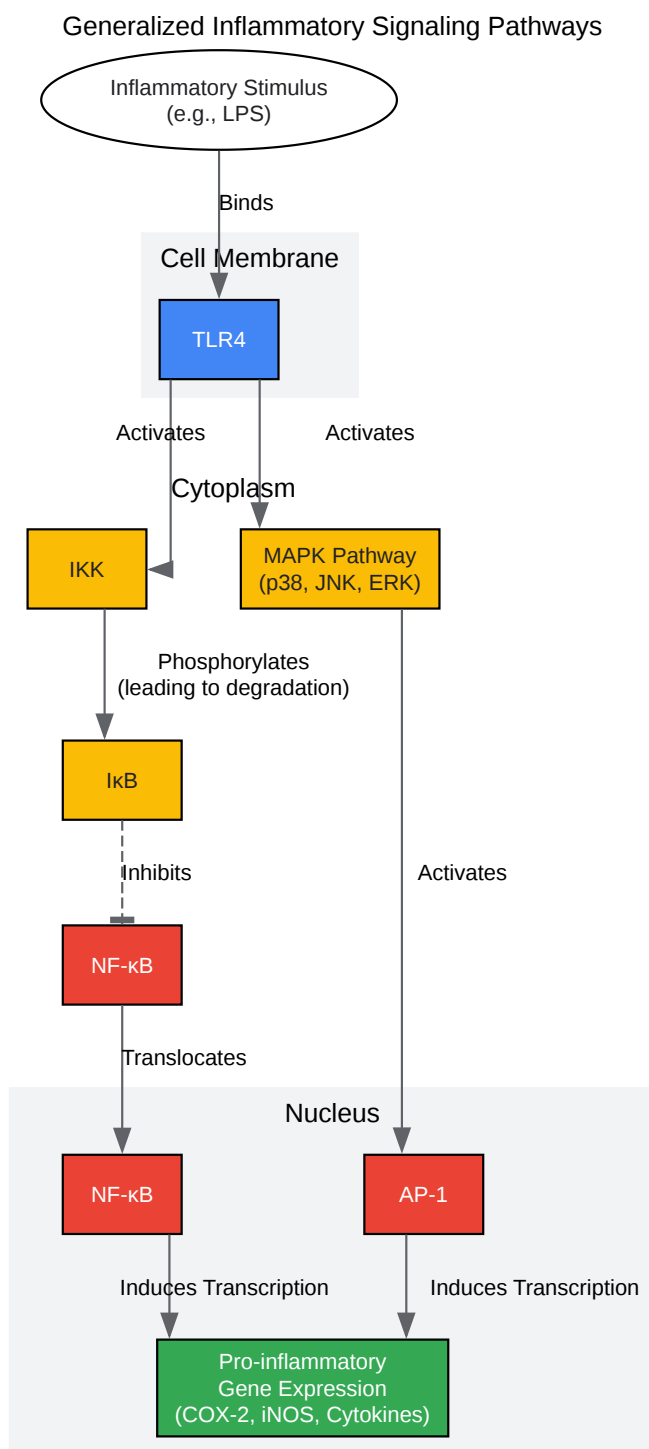 Generalized Inflammatory Signaling Pathways
Inflammatory Stimulus
(e.g., LPS)
Binds
Cell Membrane
TLR4
Activates
Activates
Cytoplasm
IKK
MAPK Pathway
(p38, JNK, ERK)
Phosphorylates
(leading to degradation)
IκB
Inhibits
Activates
NF-κB
Translocates
Nucleus
NF-κB
AP-1
Induces Transcription
Induces Transcription
Pro-inflammatory
Gene Expression
(COX-2, iNOS, Cytokines)